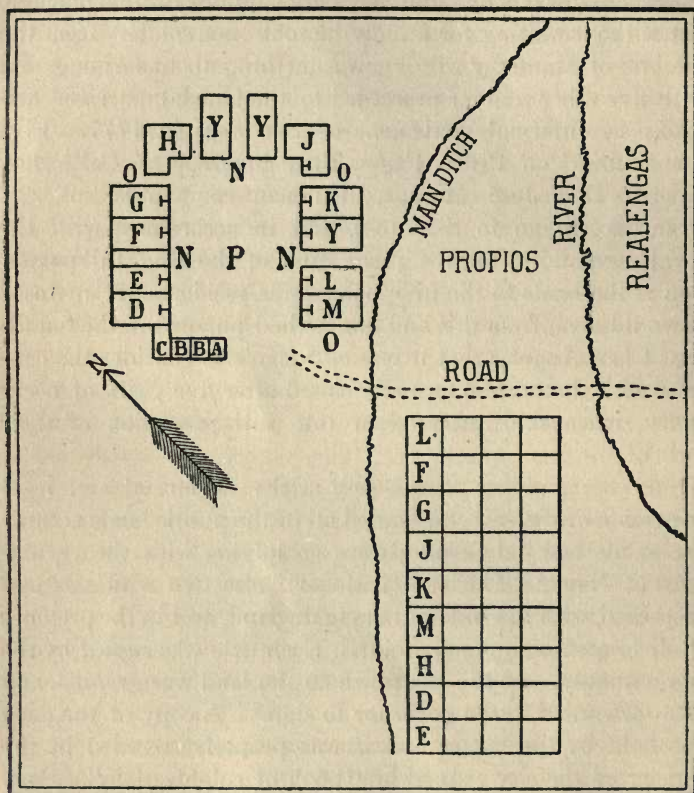 H Y Y J
O N O
G K
F Y
N P N
E L
D M
C B B A O
N
MAIN DITCH
PROPIOS
RIVER
REALENGAS
ROAD
L
F
G
J
K
M
H
D
E